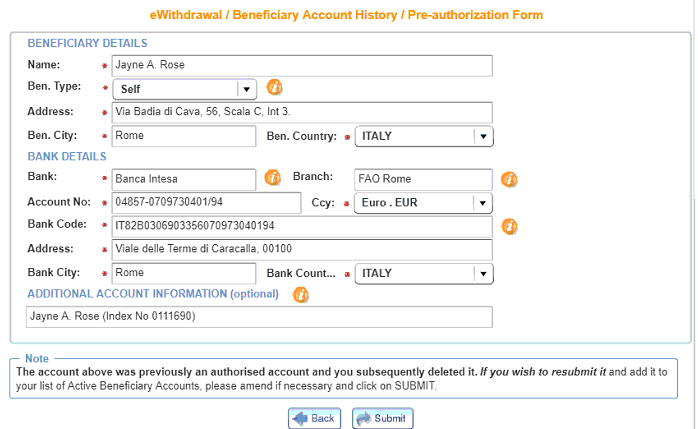 eWithdrawal / Beneficiary Account History / Pre-authorization Form
BENEFICIARY DETAILS
Name: * Jayne A. Rose
Ben. Type: * Self
Address: * Via Badia di Cava, 56, Scala C, Int 3.
Ben. City: * Rome Ben. Country: * ITALY
BANK DETAILS
Bank: * Banca Intesa Branch: FAO Rome
Account No: * 04857-0709730401/94 Ccy: * Euro . EUR
Bank Code: * IT82B0306903356070973040194
Address: * Viale delle Terme di Caracalla, 00100
Bank City: * Rome Bank Count... * ITALY
ADDITIONAL ACCOUNT INFORMATION (optional)
Jayne A. Rose (Index No 0111690)
Note
The account above was previously an authorised account and you subsequently deleted it. If you wish to resubmit it and add it to
your list of Active Beneficiary Accounts, please amend if necessary and click on SUBMIT.
Back Submit